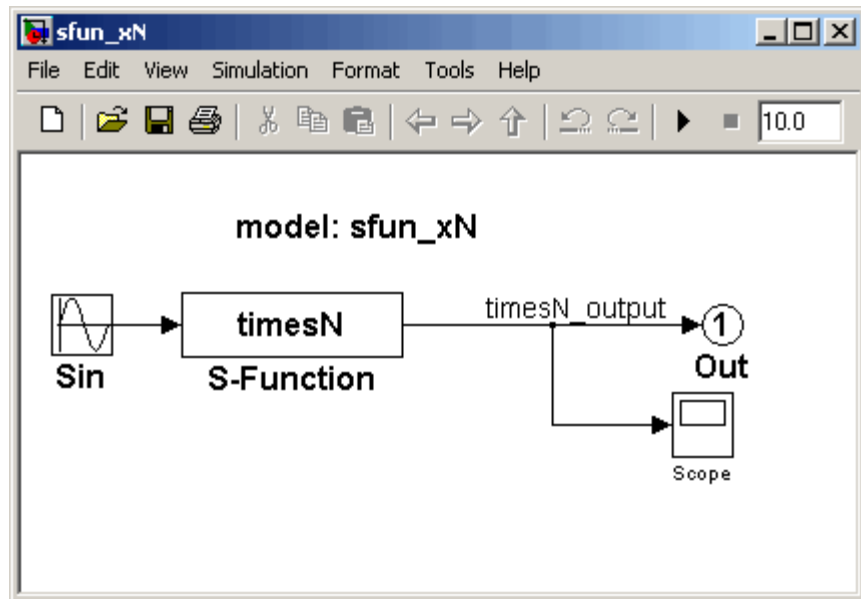 sfun_xN
File Edit View Simulation Format Tools Help
10.0
model: sfun_xN
timesN
timesN_output
1
Sin
S-Function
Out
Scope